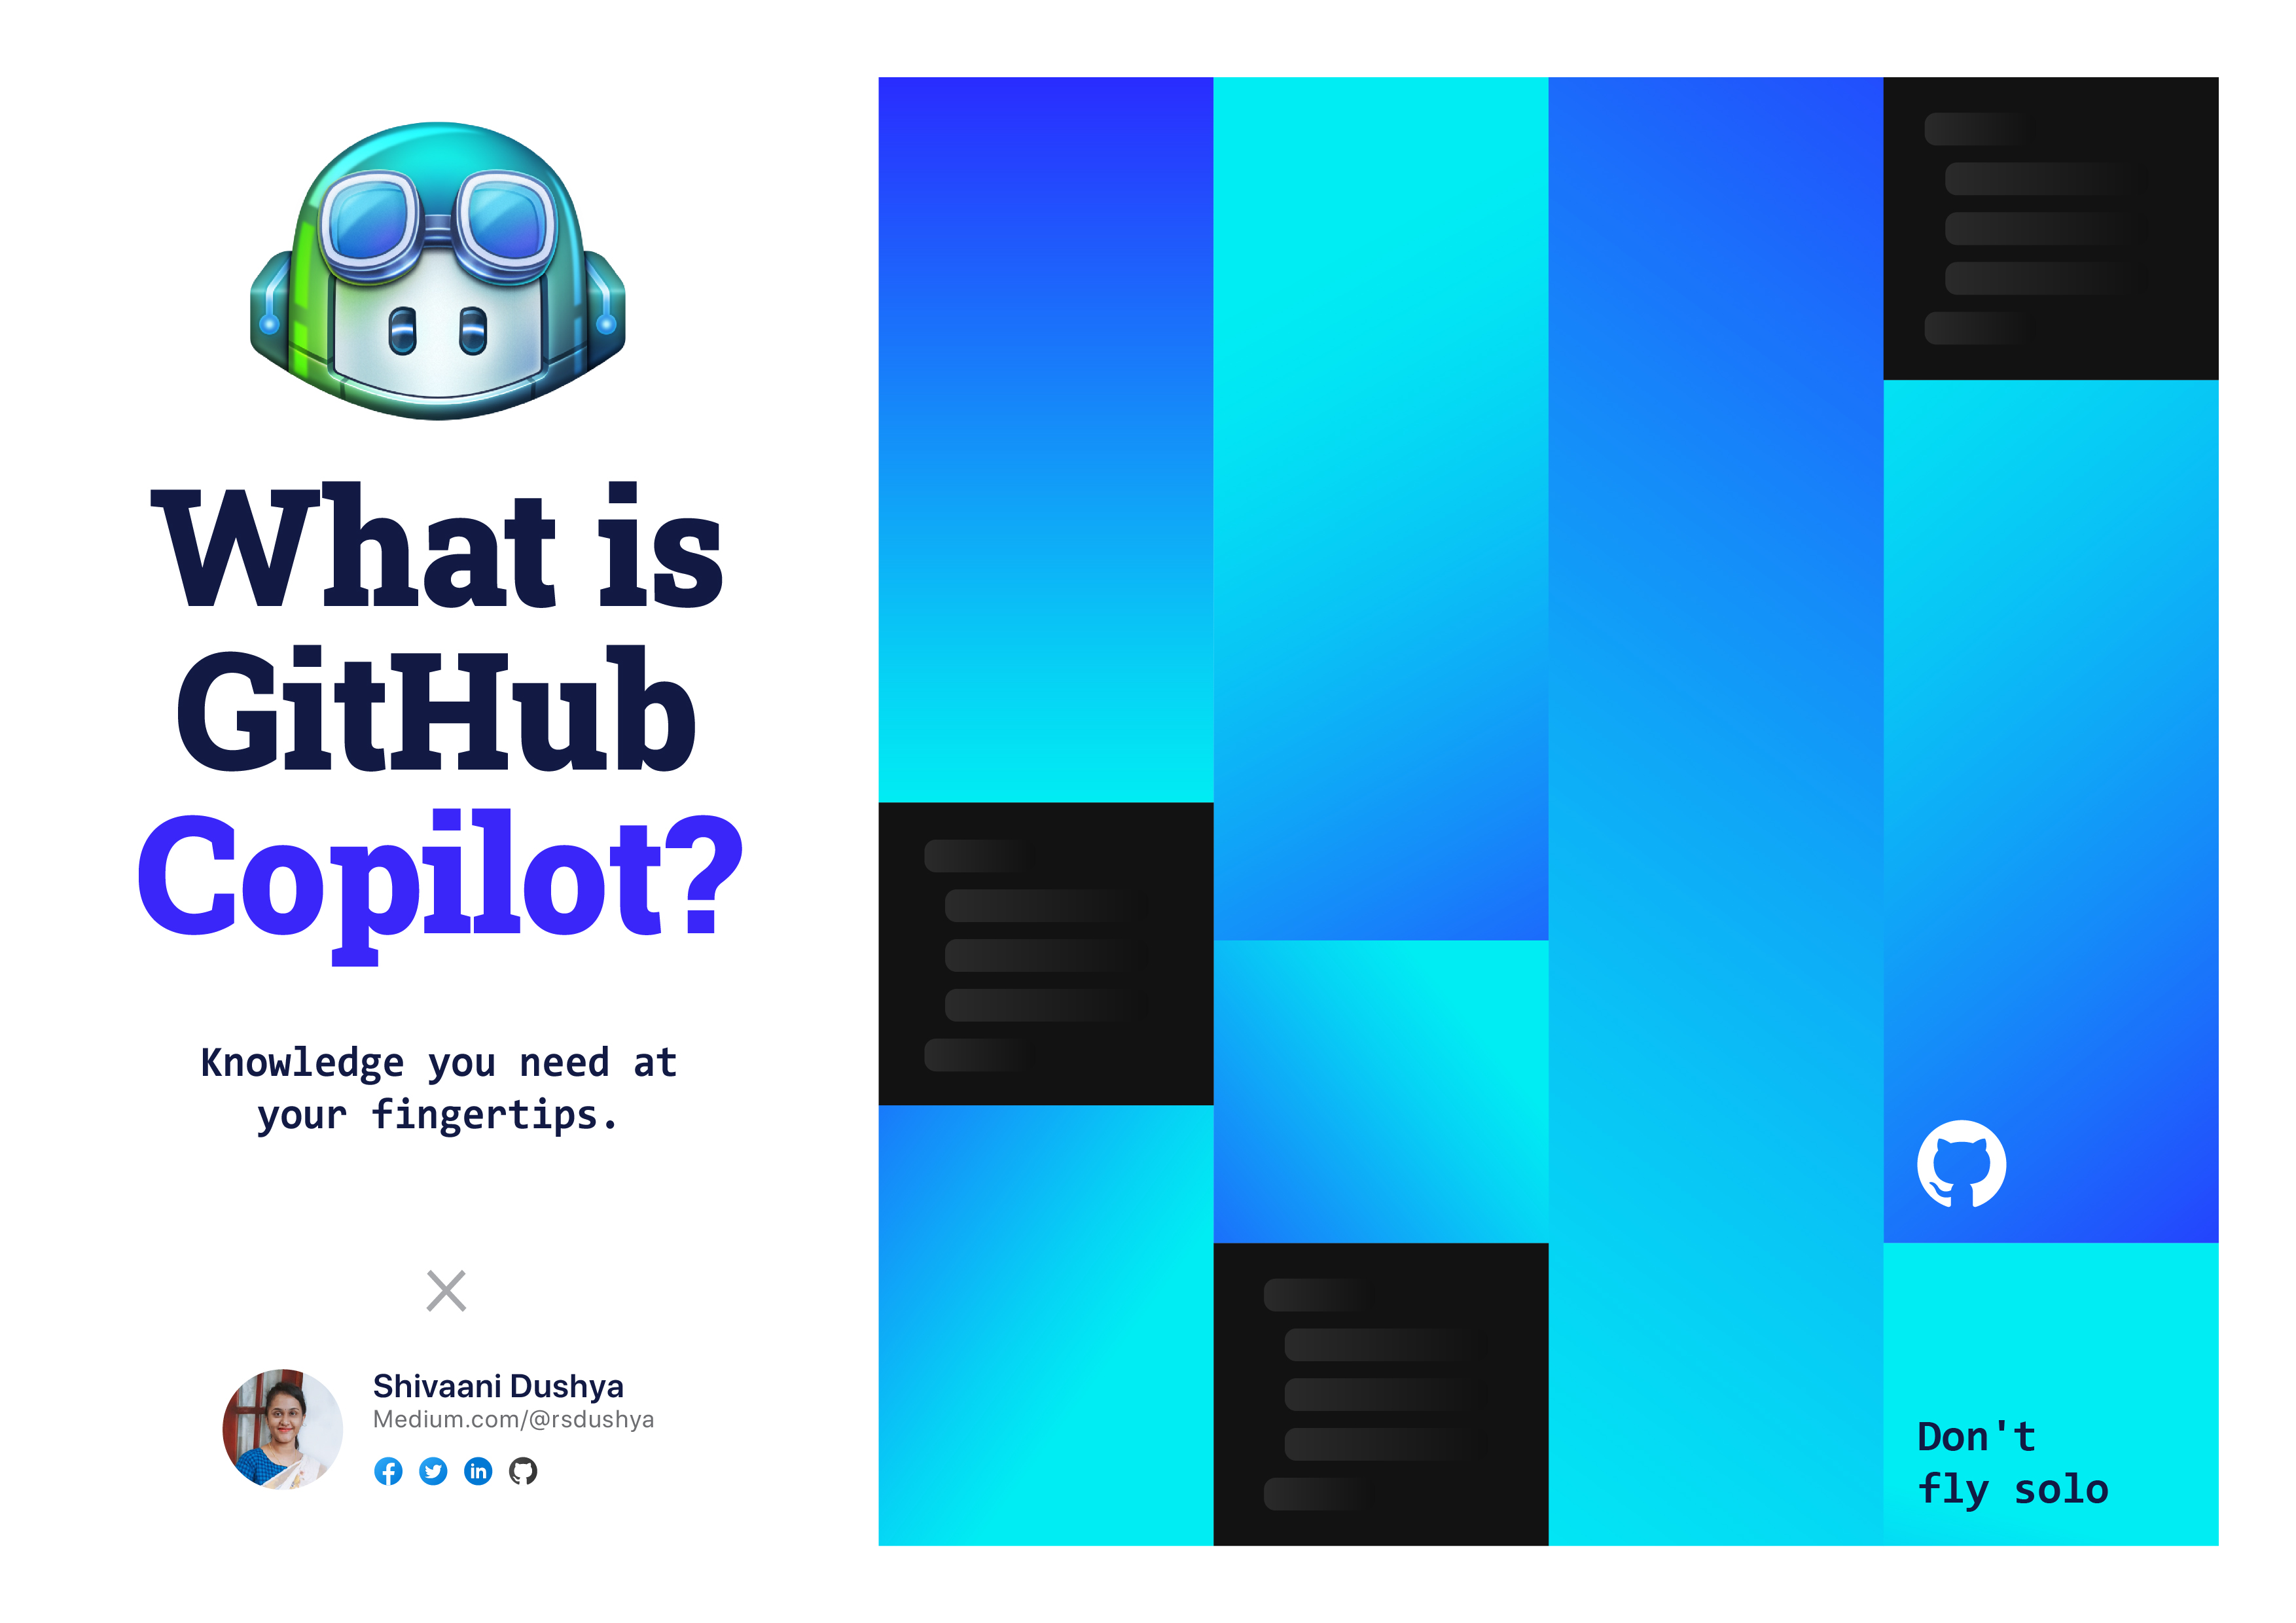 What is
GitHub
Copilot?
Knowledge you need at
your fingertips.
Shivaani Dushya
Medium.com/@rsdushya
Don't
fly solo